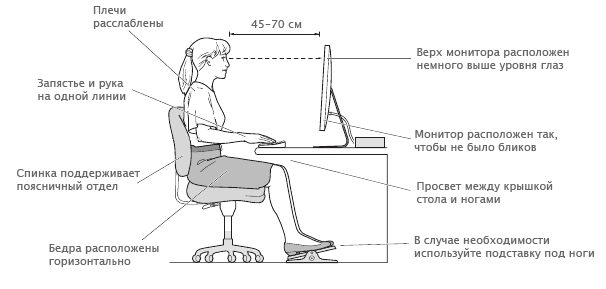 Плечи
расслаблены
45–70 см
Верх монитора расположен
немного выше уровня глаз
Запястье и рука
на одной линии
Монитор расположен так,
чтобы не было бликов
Спинка поддерживает
поясничный отдел
Просвет между крышкой
стола и ногами
Бедра расположены
горизонтально
В случае необходимости
используйте подставку под ноги